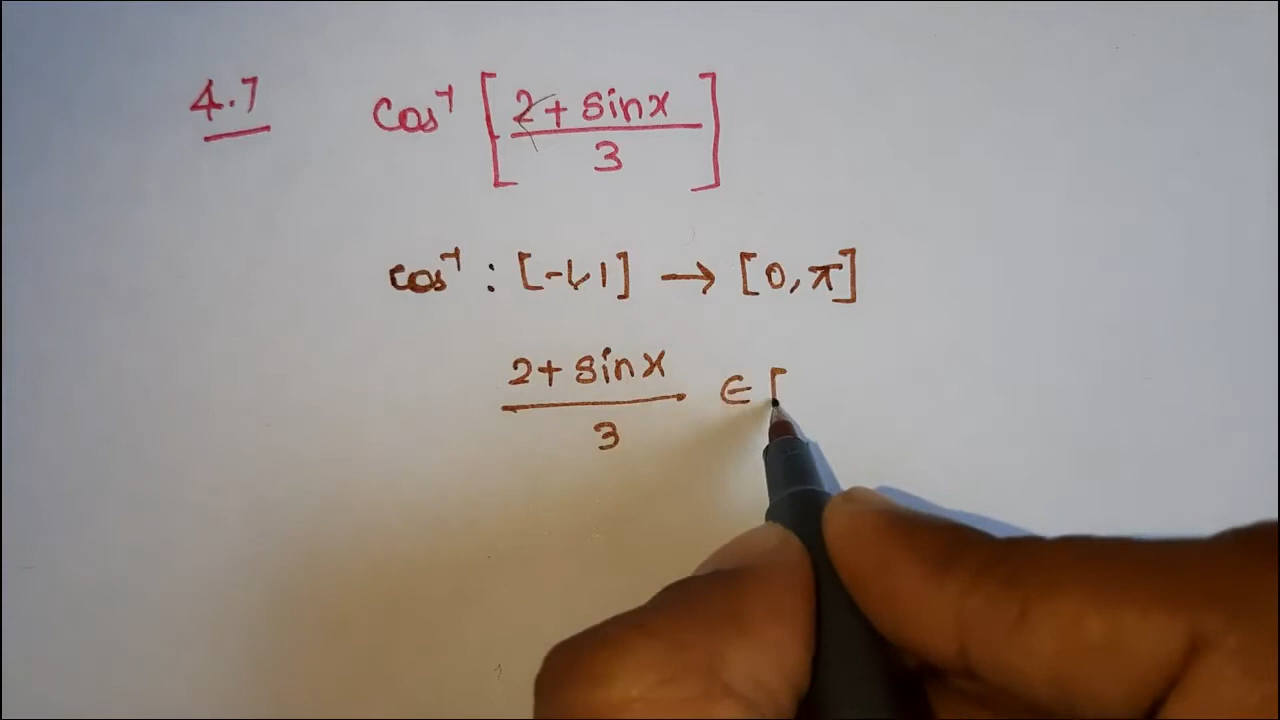 4.7 cos⁻¹ [2 + sinx / 3]
cos⁻¹ : [-1,1] → [0, π]
2 + sinx / 3 ∈ [